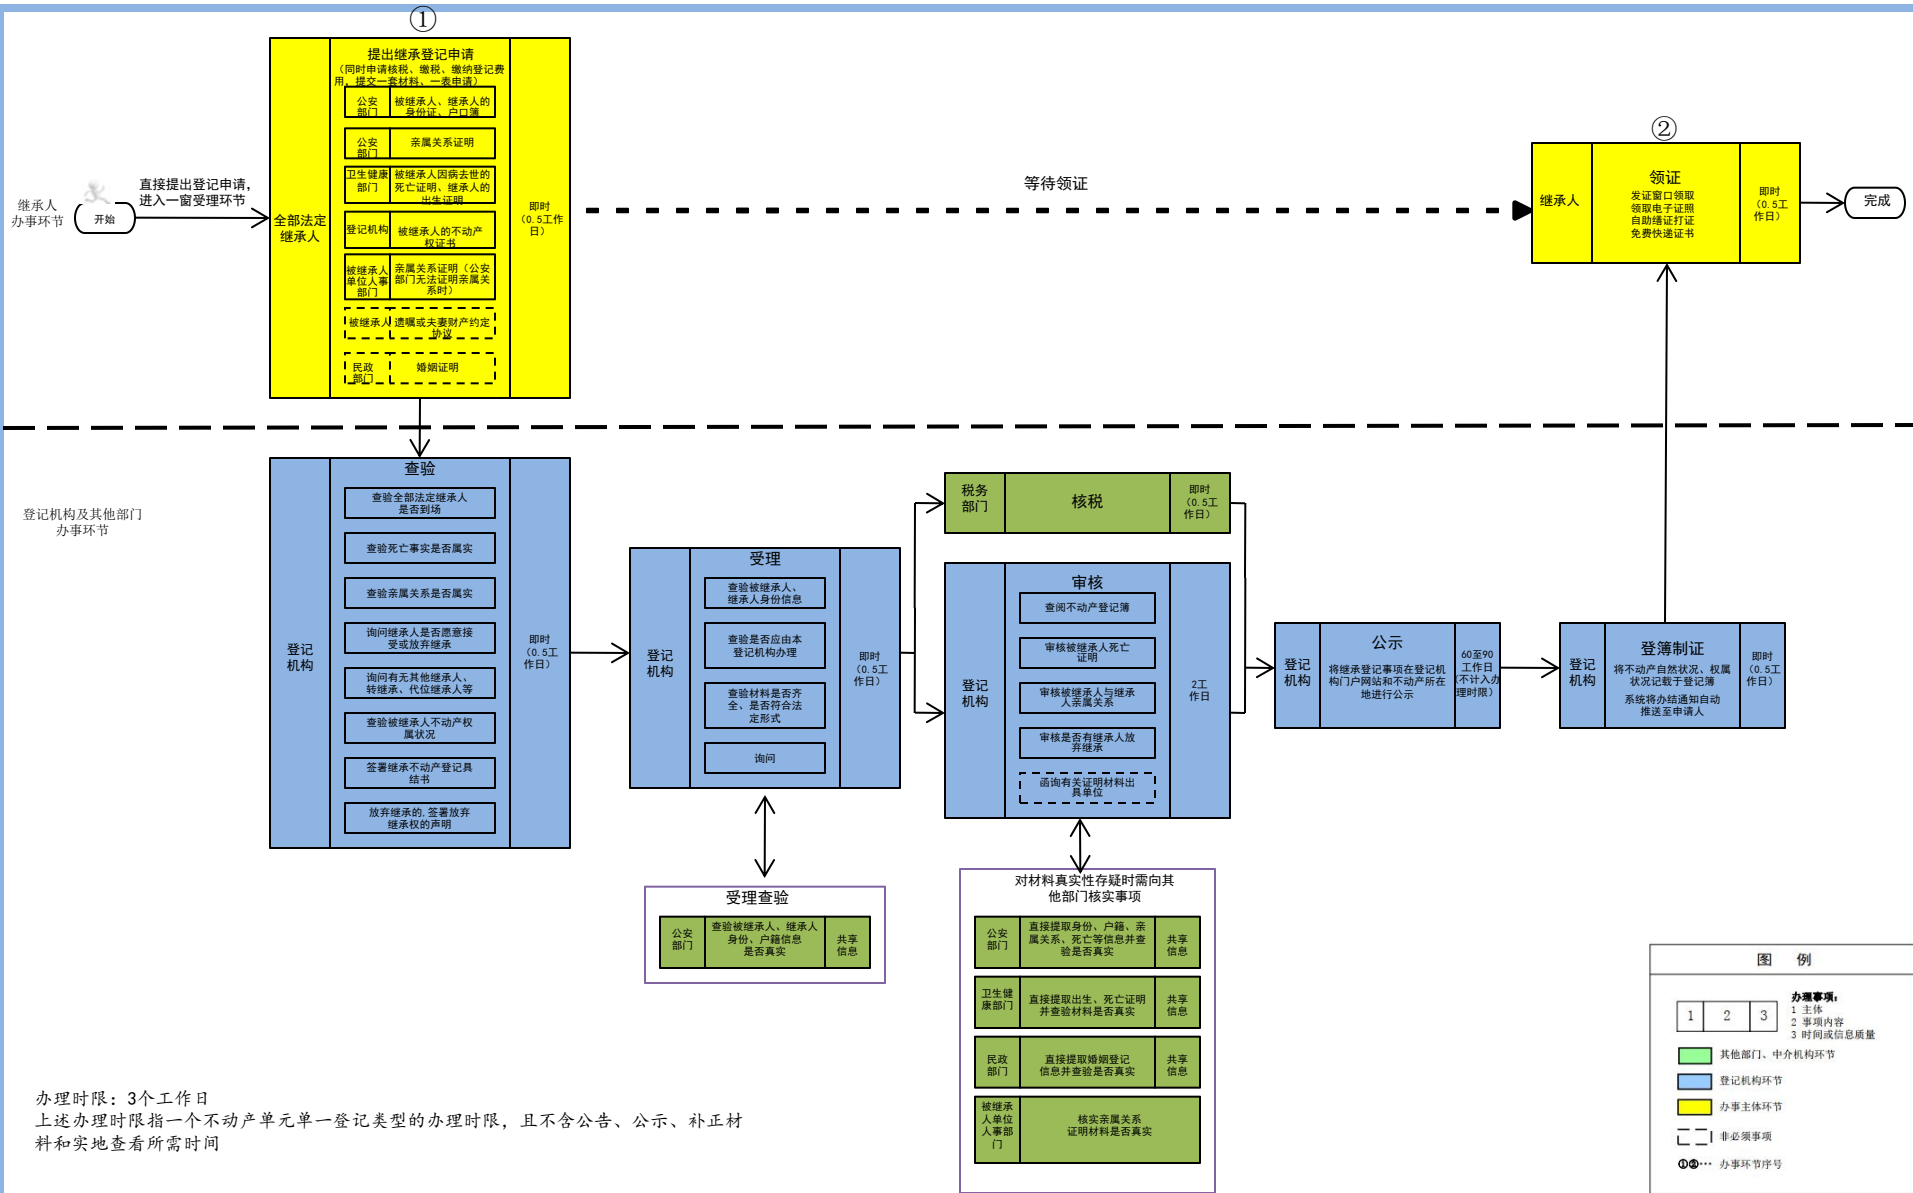 ①
提出继承登记申请
（同时申请核税、缴税、缴纳登记费
用，提交一套材料、一表申请）
公安
部门
被继承人、继承人的
身份证、户口簿
公安
部门
亲属关系证明
卫生健康
部门
被继承人因病去世的
死亡证明、继承人的
出生证明
登记机构
被继承人的不动产
权证书
被继承人
单位人事
部门
亲属关系证明（公安
部门无法证明亲属关
系时）
被继承人
遗嘱或夫妻财产约定
协议
民政
部门
婚姻证明
全部法定
继承人
即时
（0.5工作
日）
继承人
办事环节
开始
直接提出登记申请，
进入一窗受理环节
等待领证
②
继承人
领证
发证窗口领取
领取电子证照
自助缮证打证
免费快递证书
即时
（0.5工
作日）
完成
登记机构及其他部门
办事环节
登记
机构
查验
查验全部法定继承人
是否到场
查验死亡事实是否属实
查验亲属关系是否属实
询问继承人是否愿意接
受或放弃继承
询问有无其他继承人、
转继承、代位继承人等
查验被继承人不动产权
属状况
签署继承不动产登记具
结书
放弃继承的,签署放弃
继承权的声明
即时
（0.5工
作日）
登记
机构
受理
查验被继承人、
继承人身份信息
查验是否应由本
登记机构办理
查验材料是否齐
全、是否符合法
定形式
询问
即时
（0.5工
作日）
税务
部门
核税
即时
（0.5工
作日）
登记
机构
审核
查阅不动产登记簿
审核被继承人死亡
证明
审核被继承人与继承
人亲属关系
审核是否有继承人放
弃继承
函询有关证明材料出
具单位
2工
作日
登记
机构
公示
将继承登记事项在登记机
构门户网站和不动产所在
地进行公示
60至90
工作日
（不计入办
理时限）
登记
机构
登簿制证
将不动产自然状况、权属
状况记载于登记簿
系统将办结通知自动
推送至申请人
即时
（0.5工
作日）
受理查验
公安
部门
查验被继承人、继承人
身份、户籍信息
是否真实
共享
信息
对材料真实性存疑时需向其
他部门核实事项
公安
部门
直接提取身份、户籍、亲
属关系、死亡等信息并查
验是否真实
共享
信息
卫生健
康部门
直接提取出生、死亡证明
并查验材料是否真实
共享
信息
民政
部门
直接提取婚姻登记
信息并查验是否真实
共享
信息
被继承
人单位
人事部
门
核实亲属关系
证明材料是否真实
办理时限：3个工作日
上述办理时限指一个不动产单元单一登记类型的办理时限，且不含公告、公示、补正材
料和实地查看所需时间
图 例
1 2 3
办理事项：
1 主体
2 事项内容
3 时间或信息质量
其他部门、中介机构环节
登记机构环节
办事主体环节
非必须事项
①②… 办事环节序号